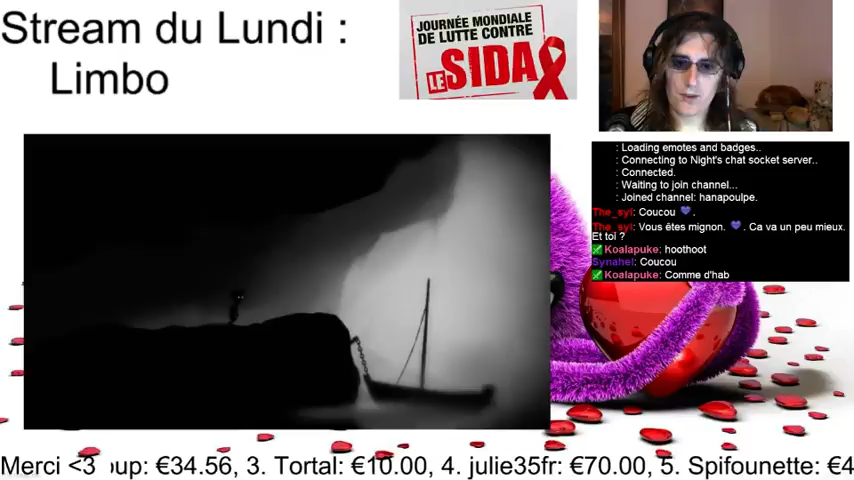 Stream du Lundi :
Limbo
JOURNÉE MONDIALE
DE LUTTE CONTRE
LE SIDA
: Loading emotes and badges..
: Connecting to Night's chat socket server..
: Connected.
: Waiting to join channel...
: Joined channel: hanapoulpe.
The_syl: Coucou 💜.
The_syl: Vous êtes mignon. 💜. Ca va un peu mieux.
Et toi ?
Koalapuke: hoothoot
Synahel: Coucou
Koalapuke: Comme d'hab
Merci <3 oup: €34.56, 3. Tortal: €10.00, 4. julie35fr: €70.00, 5. Spifounette: €4